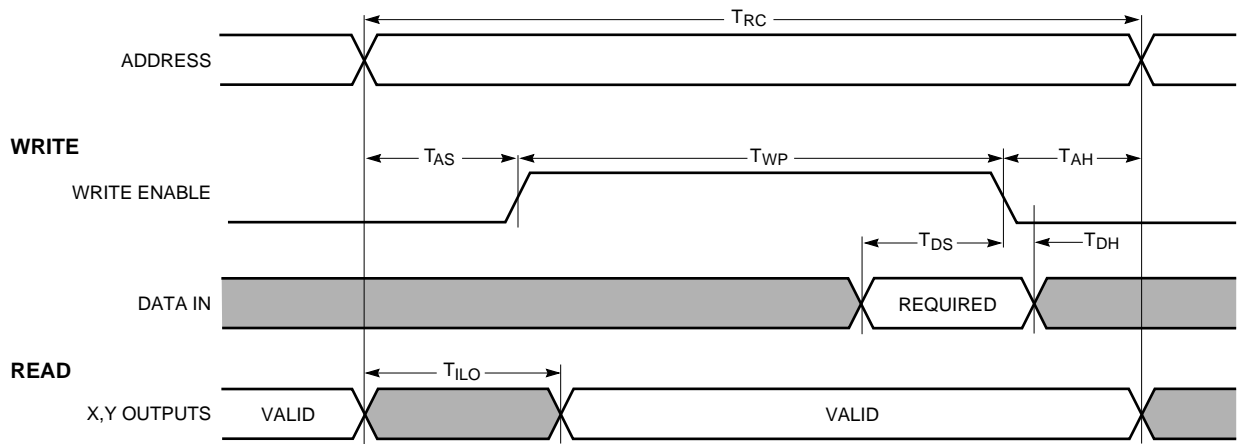 TRC
ADDRESS
WRITE
TAS TWP TAH
WRITE ENABLE
TDS TDH
DATA IN REQUIRED
READ
TILO
X,Y OUTPUTS VALID VALID